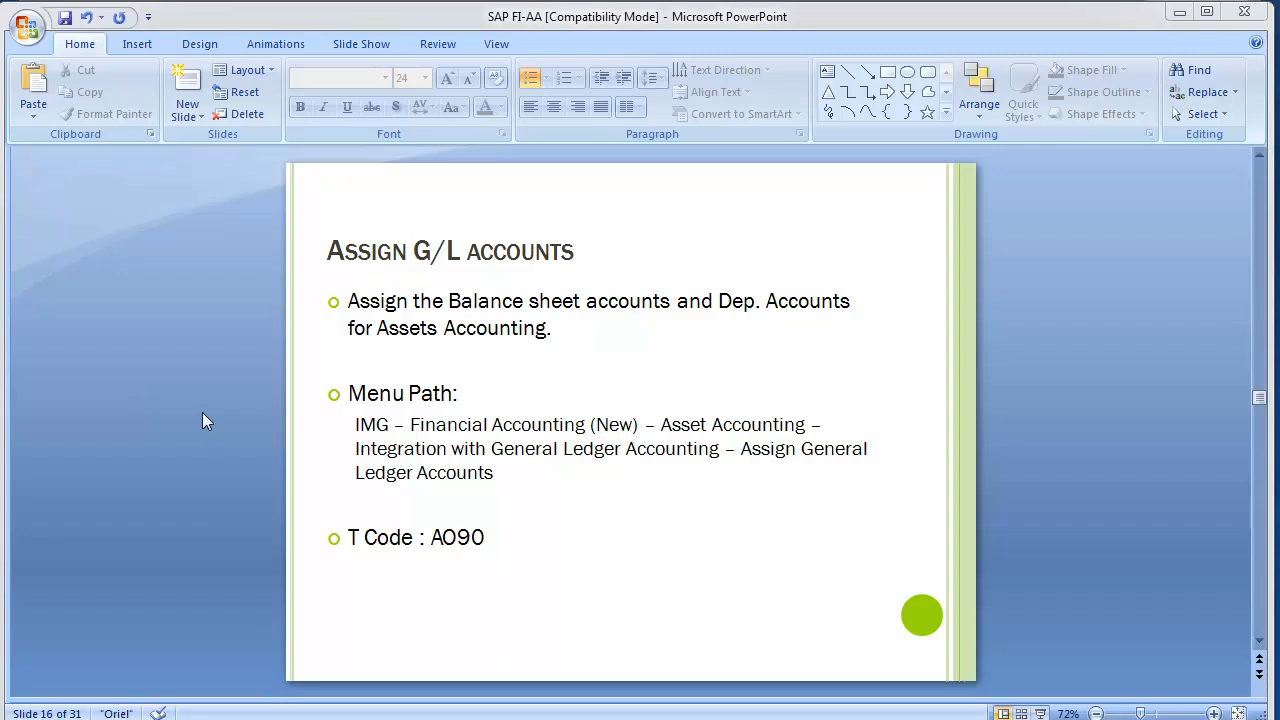 SAP FI-AA [Compatibility Mode] - Microsoft PowerPoint
Home Insert Design Animations Slide Show Review View
Paste
Cut
Copy
Format Painter
Clipboard
New Slide
Layout
Reset
Delete
Slides
24
B I U abc S AV Aa A
Font
Text Direction
Align Text
Convert to SmartArt
Paragraph
Arrange
Quick Styles
Shape Fill
Shape Outline
Shape Effects
Drawing
Find
Replace
Select
Editing
ASSIGN G/L ACCOUNTS
Assign the Balance sheet accounts and Dep. Accounts
for Assets Accounting.
Menu Path:
IMG – Financial Accounting (New) – Asset Accounting –
Integration with General Ledger Accounting – Assign General
Ledger Accounts
T Code : AO90
Slide 16 of 31 "Oriel" 72%